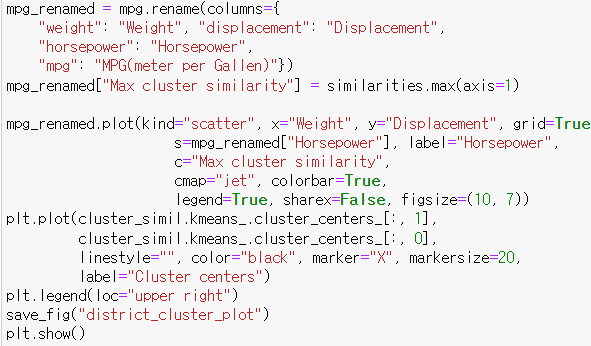 mpg_renamed = mpg.rename(columns={
    "weight": "Weight", "displacement": "Displacement",
    "horsepower": "Horsepower",
    "mpg": "MPG(meter per Gallen)"})
mpg_renamed["Max cluster similarity"] = similarities.max(axis=1)

mpg_renamed.plot(kind="scatter", x="Weight", y="Displacement", grid=True
                 s=mpg_renamed["Horsepower"], label="Horsepower",
                 c="Max cluster similarity",
                 cmap="jet", colorbar=True,
                 legend=True, sharex=False, figsize=(10, 7))
plt.plot(cluster_simil.kmeans_.cluster_centers_[:, 1],
         cluster_simil.kmeans_.cluster_centers_[:, 0],
         linestyle="", color="black", marker="X", markersize=20,
         label="Cluster centers")
plt.legend(loc="upper right")
save_fig("district_cluster_plot")
plt.show()